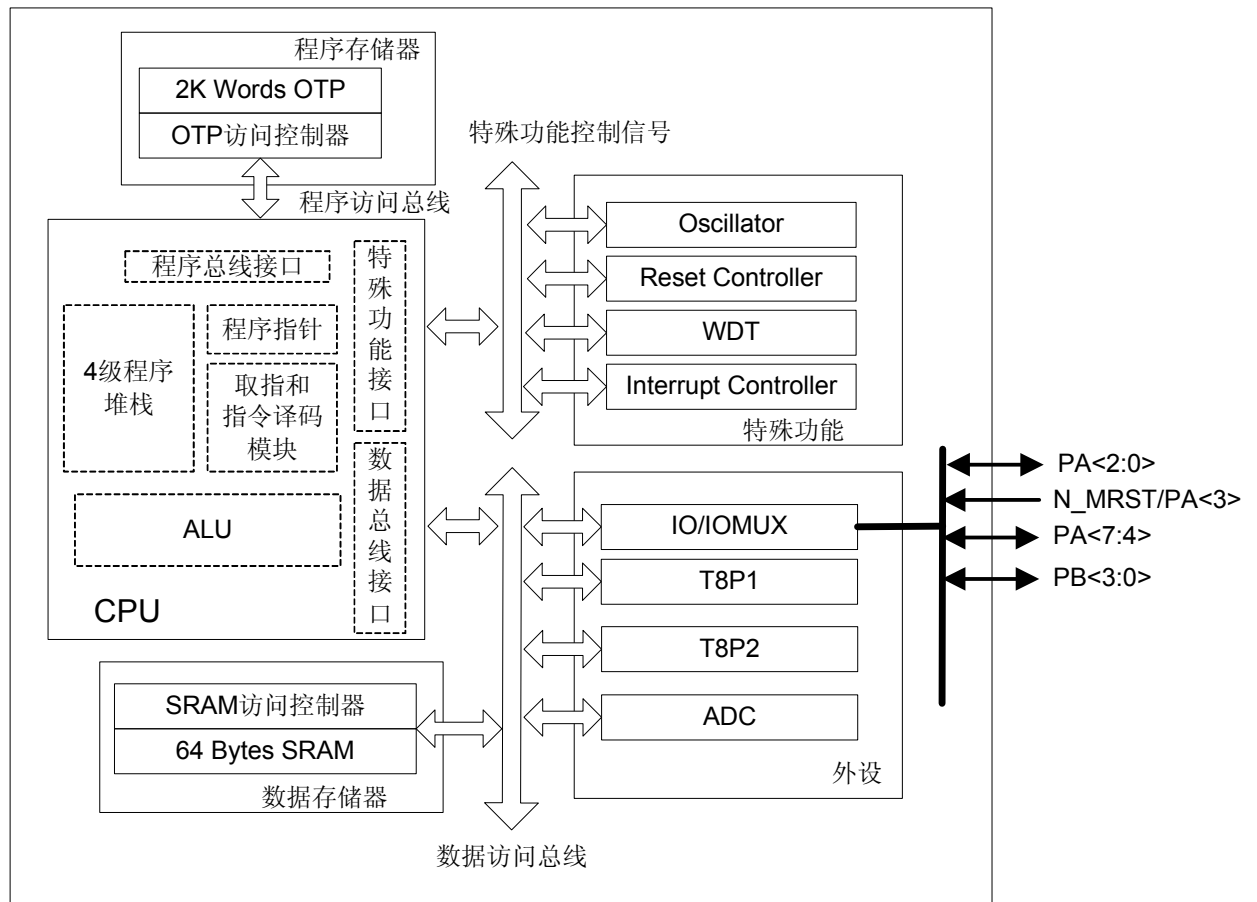 程序存储器
2K Words OTP
OTP访问控制器
程序访问总线
特殊功能控制信号
程序总线接口
特殊功能接口
4级程序
堆栈
程序指针
取指和
指令译码
模块
数据总线接口
ALU
CPU
Oscillator
Reset Controller
WDT
Interrupt Controller
特殊功能
IO/IOMUX
T8P1
T8P2
ADC
外设
PA<2:0>
N_MRST/PA<3>
PA<7:4>
PB<3:0>
SRAM访问控制器
64 Bytes SRAM
数据存储器
数据访问总线